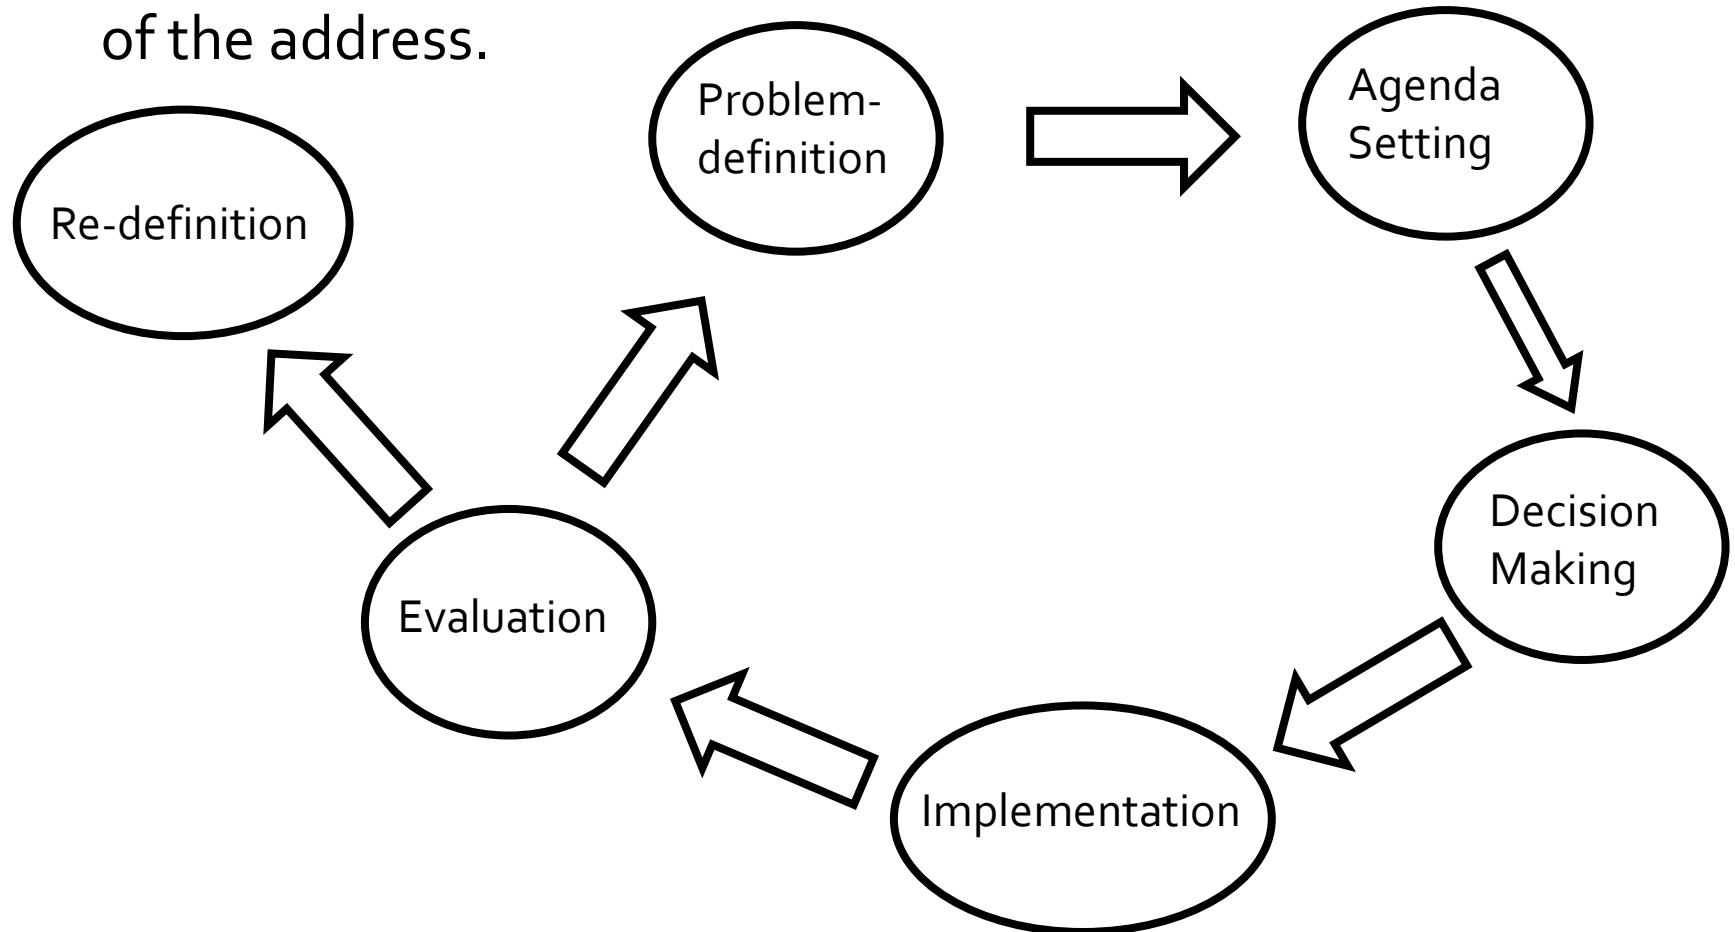 of the address.
Problem-
definition
Agenda
Setting
Re-definition
Decision
Making
Evaluation
Implementation